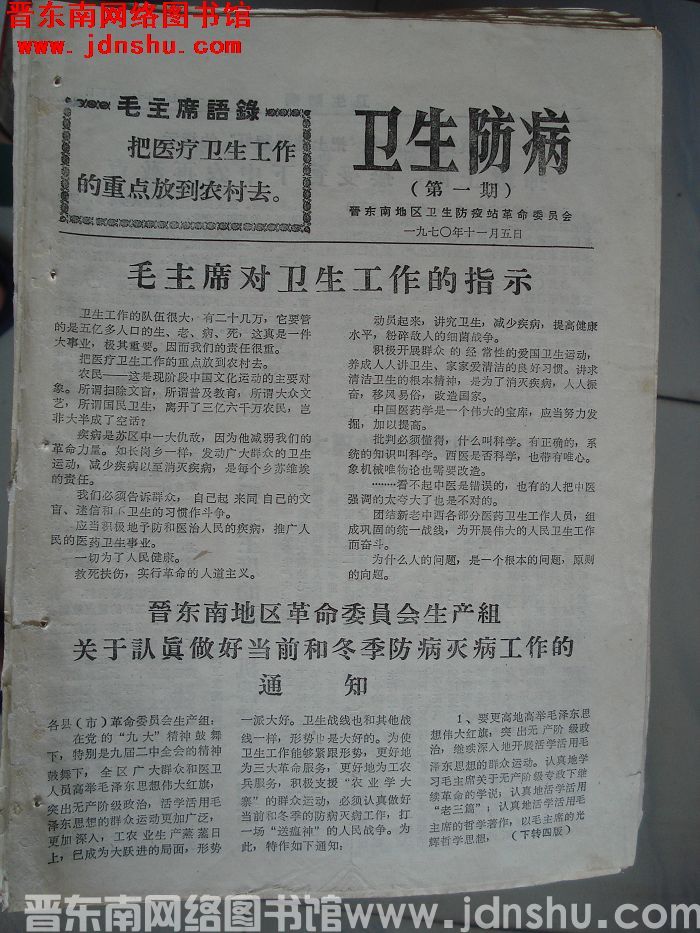 晋东南网络图书馆
www.jdnshu.com
毛主席語錄
把医疗卫生工作
的重点放到农村去。
卫生防病
（第一期）
晋东南地区卫生防疫站革命委员会
一九七〇年十一月五日
毛主席对卫生工作的指示
卫生工作的队伍很大，有二十几万，它要管
的是五亿多人口的生、老、病、死，这真是一件
大事业，极其重要。因而我们的责任很重。
把医疗卫生工作的重点放到农村去。
农民——这是现阶段中国文化运动的主要对
象。所谓扫除文盲，所谓普及教育，所谓大众文
艺，所谓国民卫生，离开了三亿六千万农民，岂
非大半成了空话？
疾病是苏区中一大仇敌，因为他减弱我们的
革命力量。如长岗乡一样，发动广大群众的卫生
运动，减少疾病以至消灭疾病，是每个乡苏维埃
的责任。
我们必须告诉群众，自己起来同自己的文
盲、迷信和不卫生的习惯作斗争。
应当积极地予防和医治人民的疾病，推广人
民的医药卫生事业。
一切为了人民健康。
救死扶伤，实行革命的人道主义。
动员起来，讲究卫生，减少疾病，提高健康
水平，粉碎敌人的细菌战争。
积极开展群众的经常性的爱国卫生运动，
养成人人讲卫生、家家爱清洁的良好习惯。讲求
清洁卫生的根本精神，是为了消灭疾病，人人振
奋，移风易俗，改造国家。
中国医药学是一个伟大的宝库，应当努力发
掘，加以提高。
批判必须懂得，什么叫科学。有正确的，系
统的知识叫科学。西医是否科学，也带有唯心。
象机械唯物论也需要改造。
………看不起中医是错误的，也有的人把中医
强调的太夸大了也是不对的。
团结新老中西各部分医药卫生工作人员，组
成巩固的统一战线，为开展伟大的人民卫生工作
而奋斗。
为什么人的问题，是一个根本的问题，原则
的问题。
晋东南地区革命委員会生产組
关于認眞做好当前和冬季防病灭病工作的
通知
各县（市）革命委员会生产组：
在党的“九大”精神鼓舞
下，特别是九届二中全会的精神
鼓舞下，全区广大群众和医卫
人员高举毛泽东思想伟大红旗，
突出无产阶级政治，活学活用毛
泽东思想的群众运动更加广泛，
更加深入，工农业生产蒸蒸日
上，已成为大跃进的局面，形势
一派大好。卫生战线也和其他战
线一样，形势也是大好的。为使
卫生工作能够紧跟形势，更好地
为三大革命服务，更好地为工农
兵服务，积极支援“农业学大
寨”的群众运动，必须认真做好
当前和冬季的防病灭病工作，打
一场“送瘟神”的人民战争。为
此，特作如下通知：
1、要更高地高举毛泽东思
想伟大红旗，突出无产阶级政
治，继续深入地开展活学活用毛
泽东思想的群众运动。认真地学
习毛主席关于无产阶级专政下继
续革命的学说；认真地活学活用
“老三篇”；认真地活学活用毛
主席的哲学著作，以毛主席的光
辉哲学思想，（下转四版）
晋东南网络图书馆 www.jdnshu.com